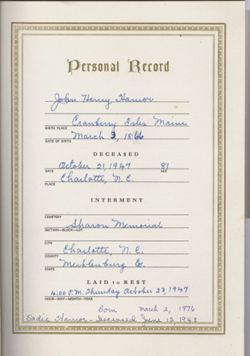 Personal Record
John Henry Hamor
Cranberry Isles Maine
BIRTH PLACE
March 3, 1866
DATE OF BIRTH
DECEASED
October 21, 1947 81
DATE AGE
Charlotte, N.C.
PLACE
INTERMENT
CEMETERY
Sharon Memorial
SECTION—BLOCK—LOT
Charlotte, N.C.
CITY
COUNTY
Mecklenburg Co.
STATE
LAID to REST
4:00 P.M. Thursday October 23, 1947
HOUR—DAY—MONTH—YEAR
Born March 2, 1876
Sadie Hamor - Deceased June 12,